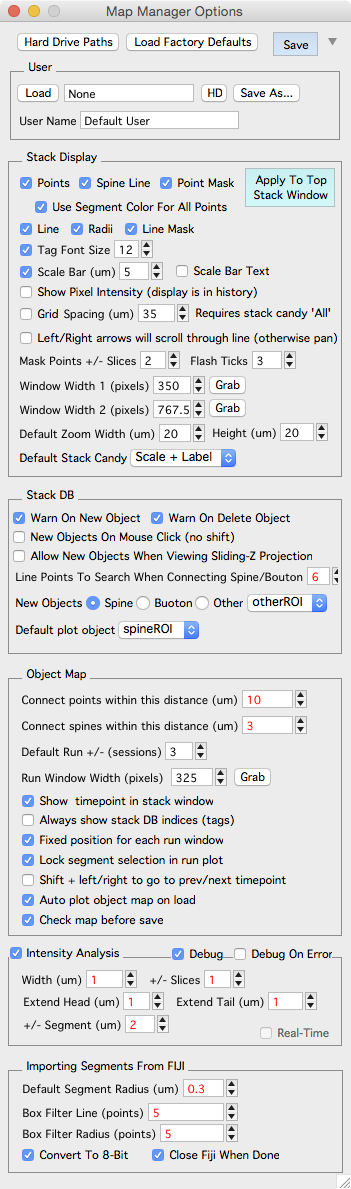 Map Manager Options
Hard Drive Paths Load Factory Defaults Save
User
Load None HD Save As...
User Name Default User
Stack Display
Points Spine Line Point Mask Apply To Top Stack Window
Use Segment Color For All Points
Line Radii Line Mask
Tag Font Size 12
Scale Bar (um) 5 Scale Bar Text
Show Pixel Intensity (display is in history)
Grid Spacing (um) 35 Requires stack candy 'All'
Left/Right arrows will scroll through line (otherwise pan)
Mask Points +/- Slices 2 Flash Ticks 3
Window Width 1 (pixels) 350 Grab
Window Width 2 (pixels) 767.5 Grab
Default Zoom Width (um) 20 Height (um) 20
Default Stack Candy Scale + Label
Stack DB
Warn On New Object Warn On Delete Object
New Objects On Mouse Click (no shift)
Allow New Objects When Viewing Sliding-Z Projection
Line Points To Search When Connecting Spine/Bouton 6
New Objects Spine Buoton Other otherROI
Default plot object spineROI
Object Map
Connect points within this distance (um) 10
Connect spines within this distance (um) 3
Default Run +/- (sessions) 3
Run Window Width (pixels) 325 Grab
Show timepoint in stack window
Always show stack DB indices (tags)
Fixed position for each run window
Lock segment selection in run plot
Shift + left/right to go to prev/next timepoint
Auto plot object map on load
Check map before save
Intensity Analysis Debug Debug On Error
Width (um) 1 +/- Slices 1
Extend Head (um) 1 Extend Tail (um) 1
+/- Segment (um) 2
Real-Time
Importing Segments From FIJI
Default Segment Radius (um) 0.3
Box Filter Line (points) 5
Box Filter Radius (points) 5
Convert To 8-Bit Close Fiji When Done